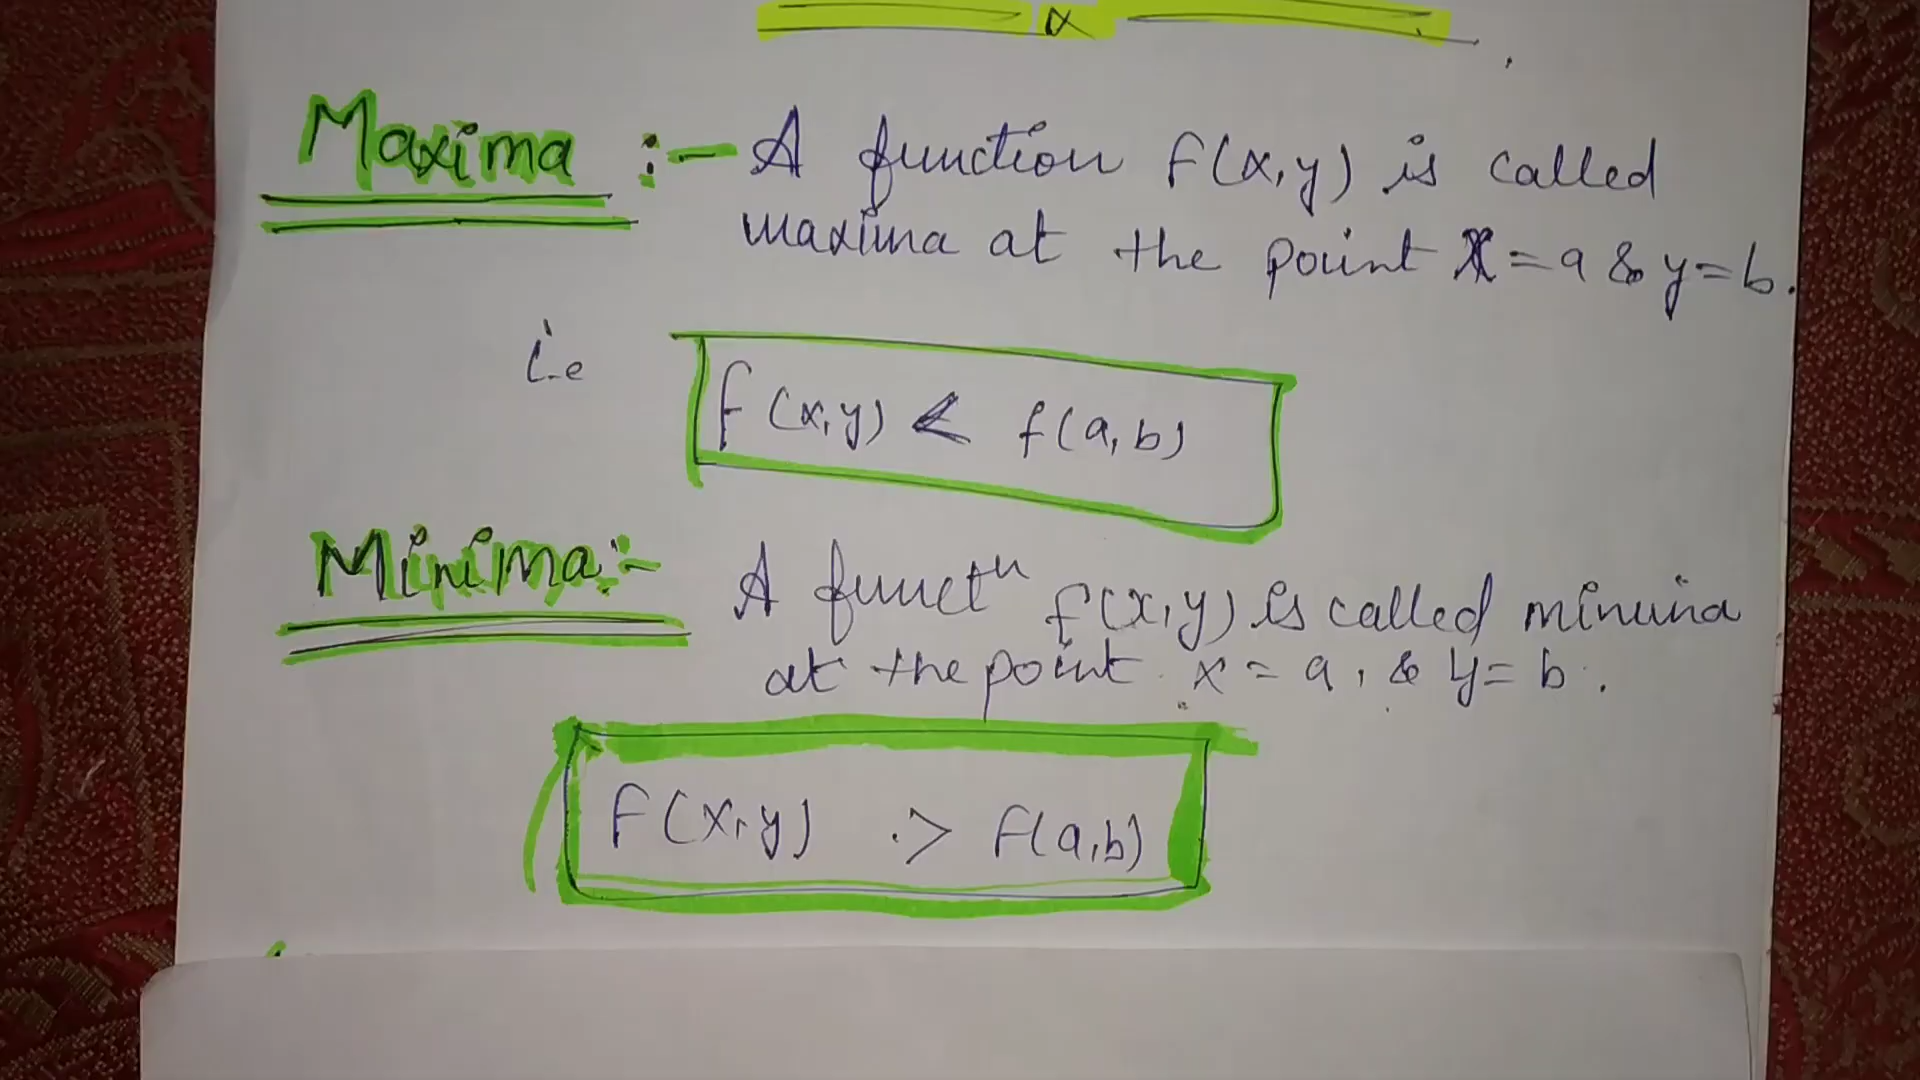 α
Maxima :- A function f(x,y) is called
maxima at the point x=a & y=b.
i.e
f(x,y) < f(a,b)
Minima:- A functn f(x,y) is called minima
at the point x = a, & y = b.
F(x,y) > F(a,b)